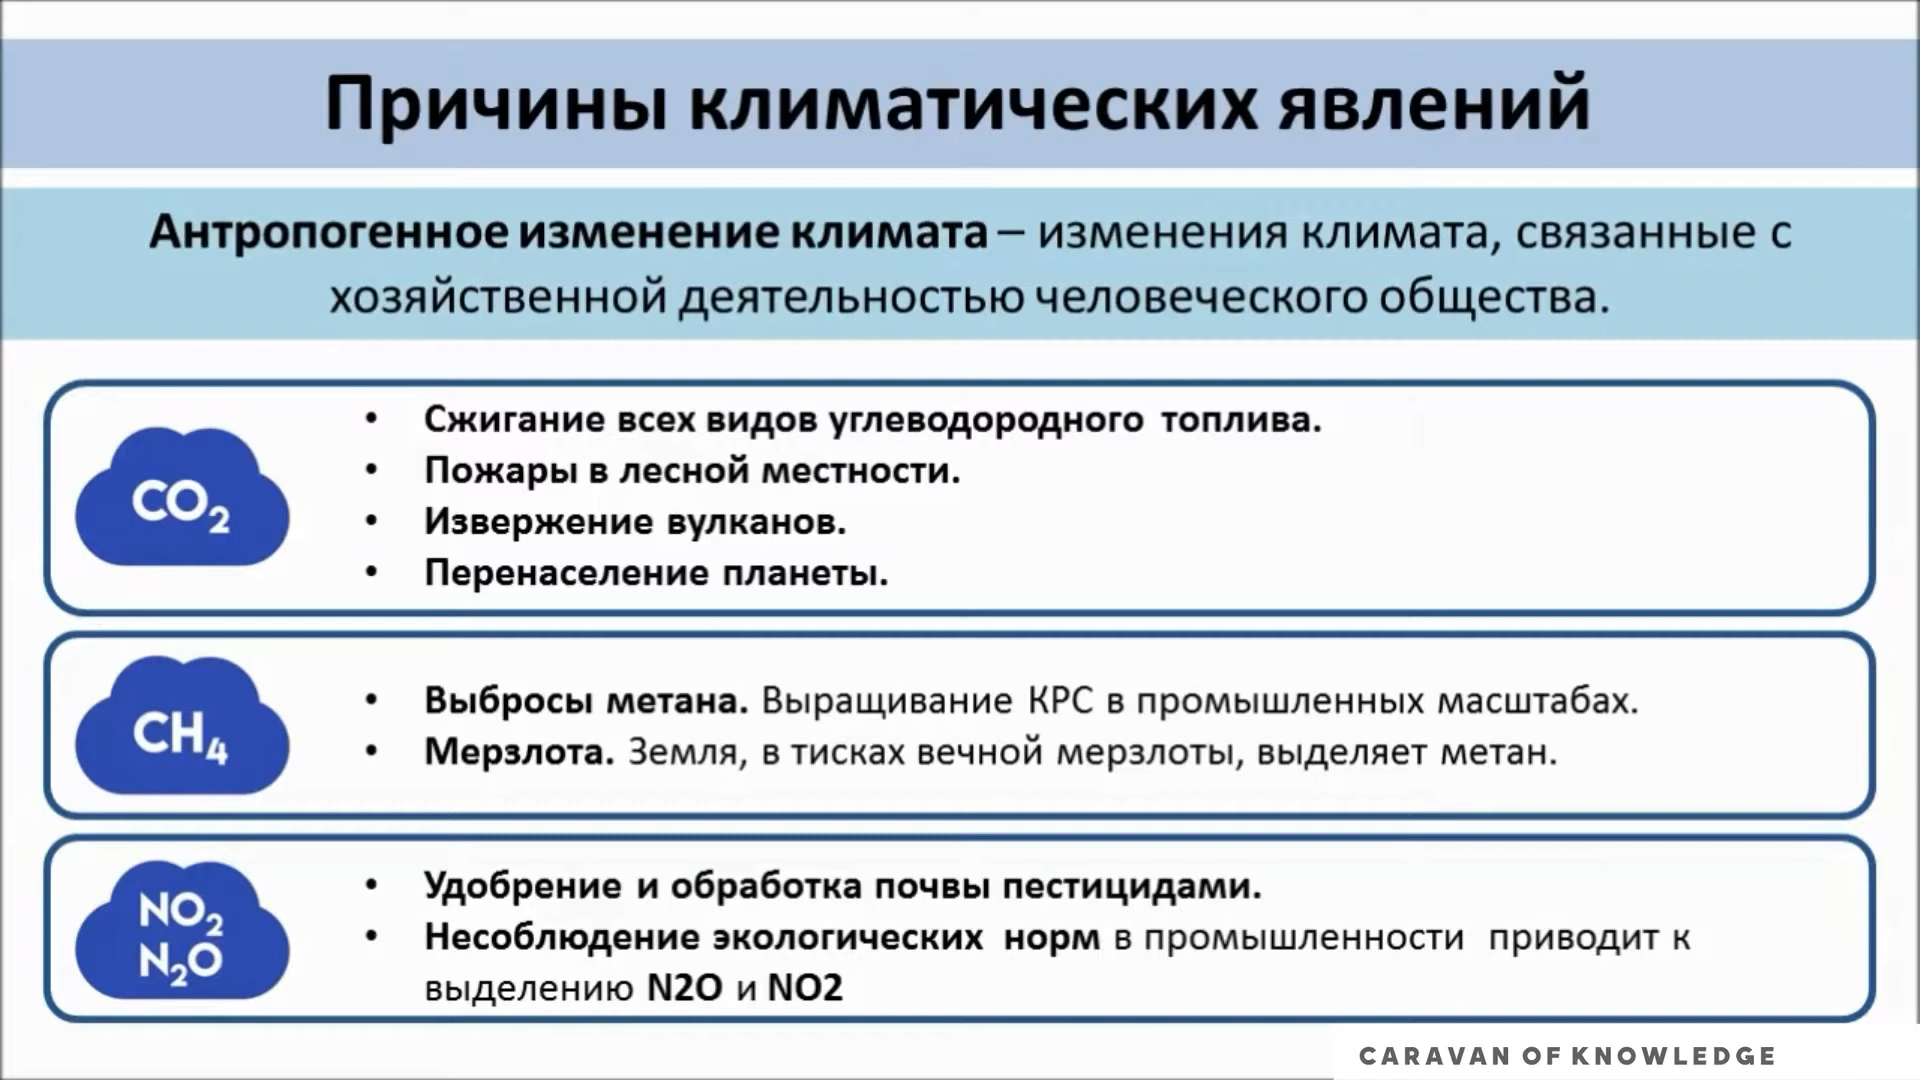 Причины климатических явлений
Антропогенное изменение климата – изменения климата, связанные с
хозяйственной деятельностью человеческого общества.
CO2
• Сжигание всех видов углеводородного топлива.
• Пожары в лесной местности.
• Извержение вулканов.
• Перенаселение планеты.
CH4
• Выбросы метана. Выращивание КРС в промышленных масштабах.
• Мерзлота. Земля, в тисках вечной мерзлоты, выделяет метан.
NO2
N2O
• Удобрение и обработка почвы пестицидами.
• Несоблюдение экологических норм в промышленности приводит к
выделению N2O и NO2
CARAVAN OF KNOWLEDGE